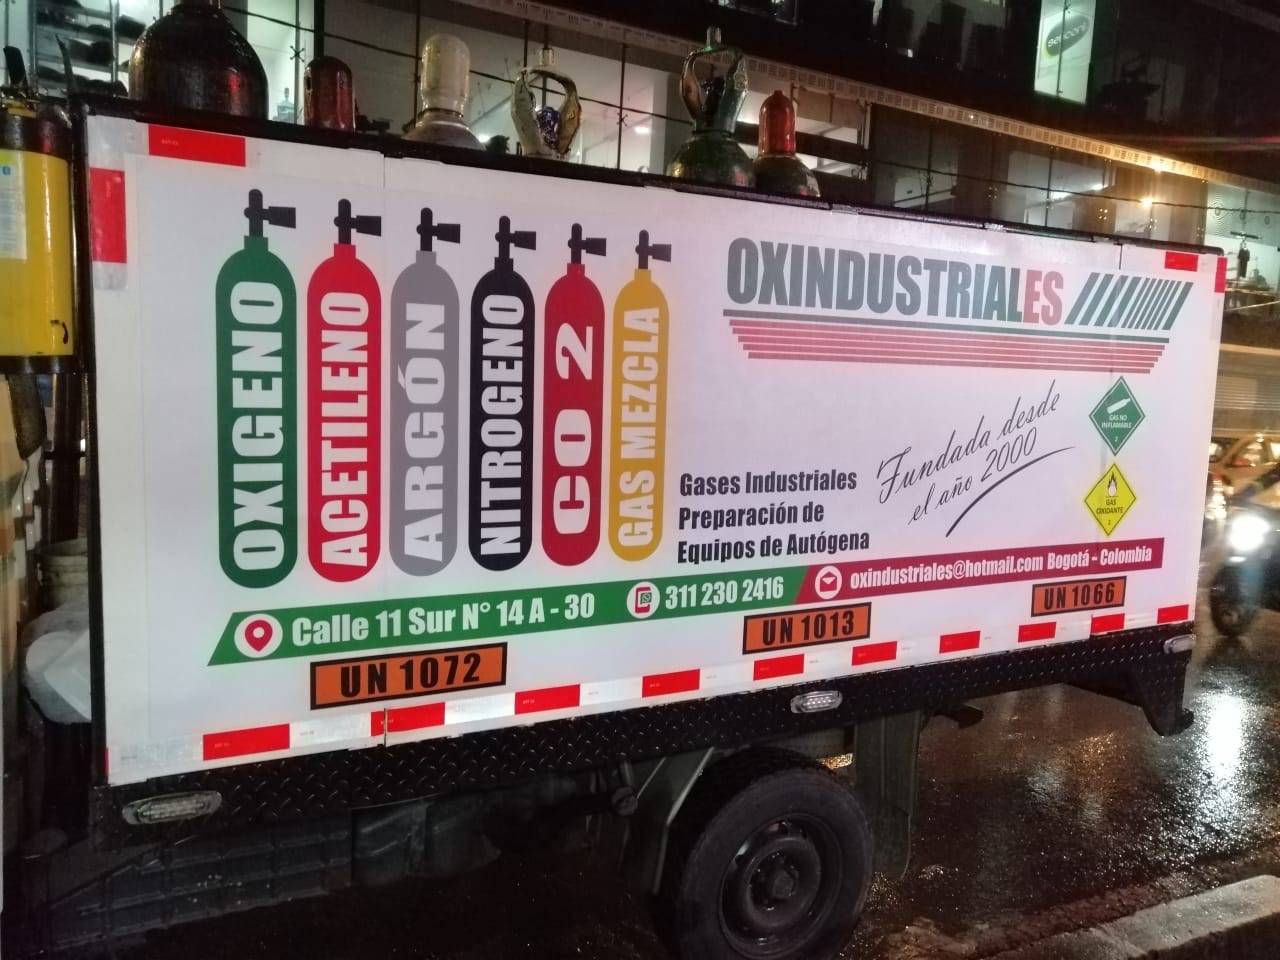 OXIGENO
ACETILENO
ARGÓN
NITROGENO
CO 2
GAS MEZCLA
OXINDUSTRIALES
Fundada desde
el año 2000
GAS NO
INFLAMABLE
2
GAS
OXIDANTE
2
Gases Industriales
Preparación de
Equipos de Autógena
Calle 11 Sur N° 14 A - 30
311 230 2416
oxindustriales@hotmail.com Bogotá - Colombia
UN 1072
UN 1013
UN 1066